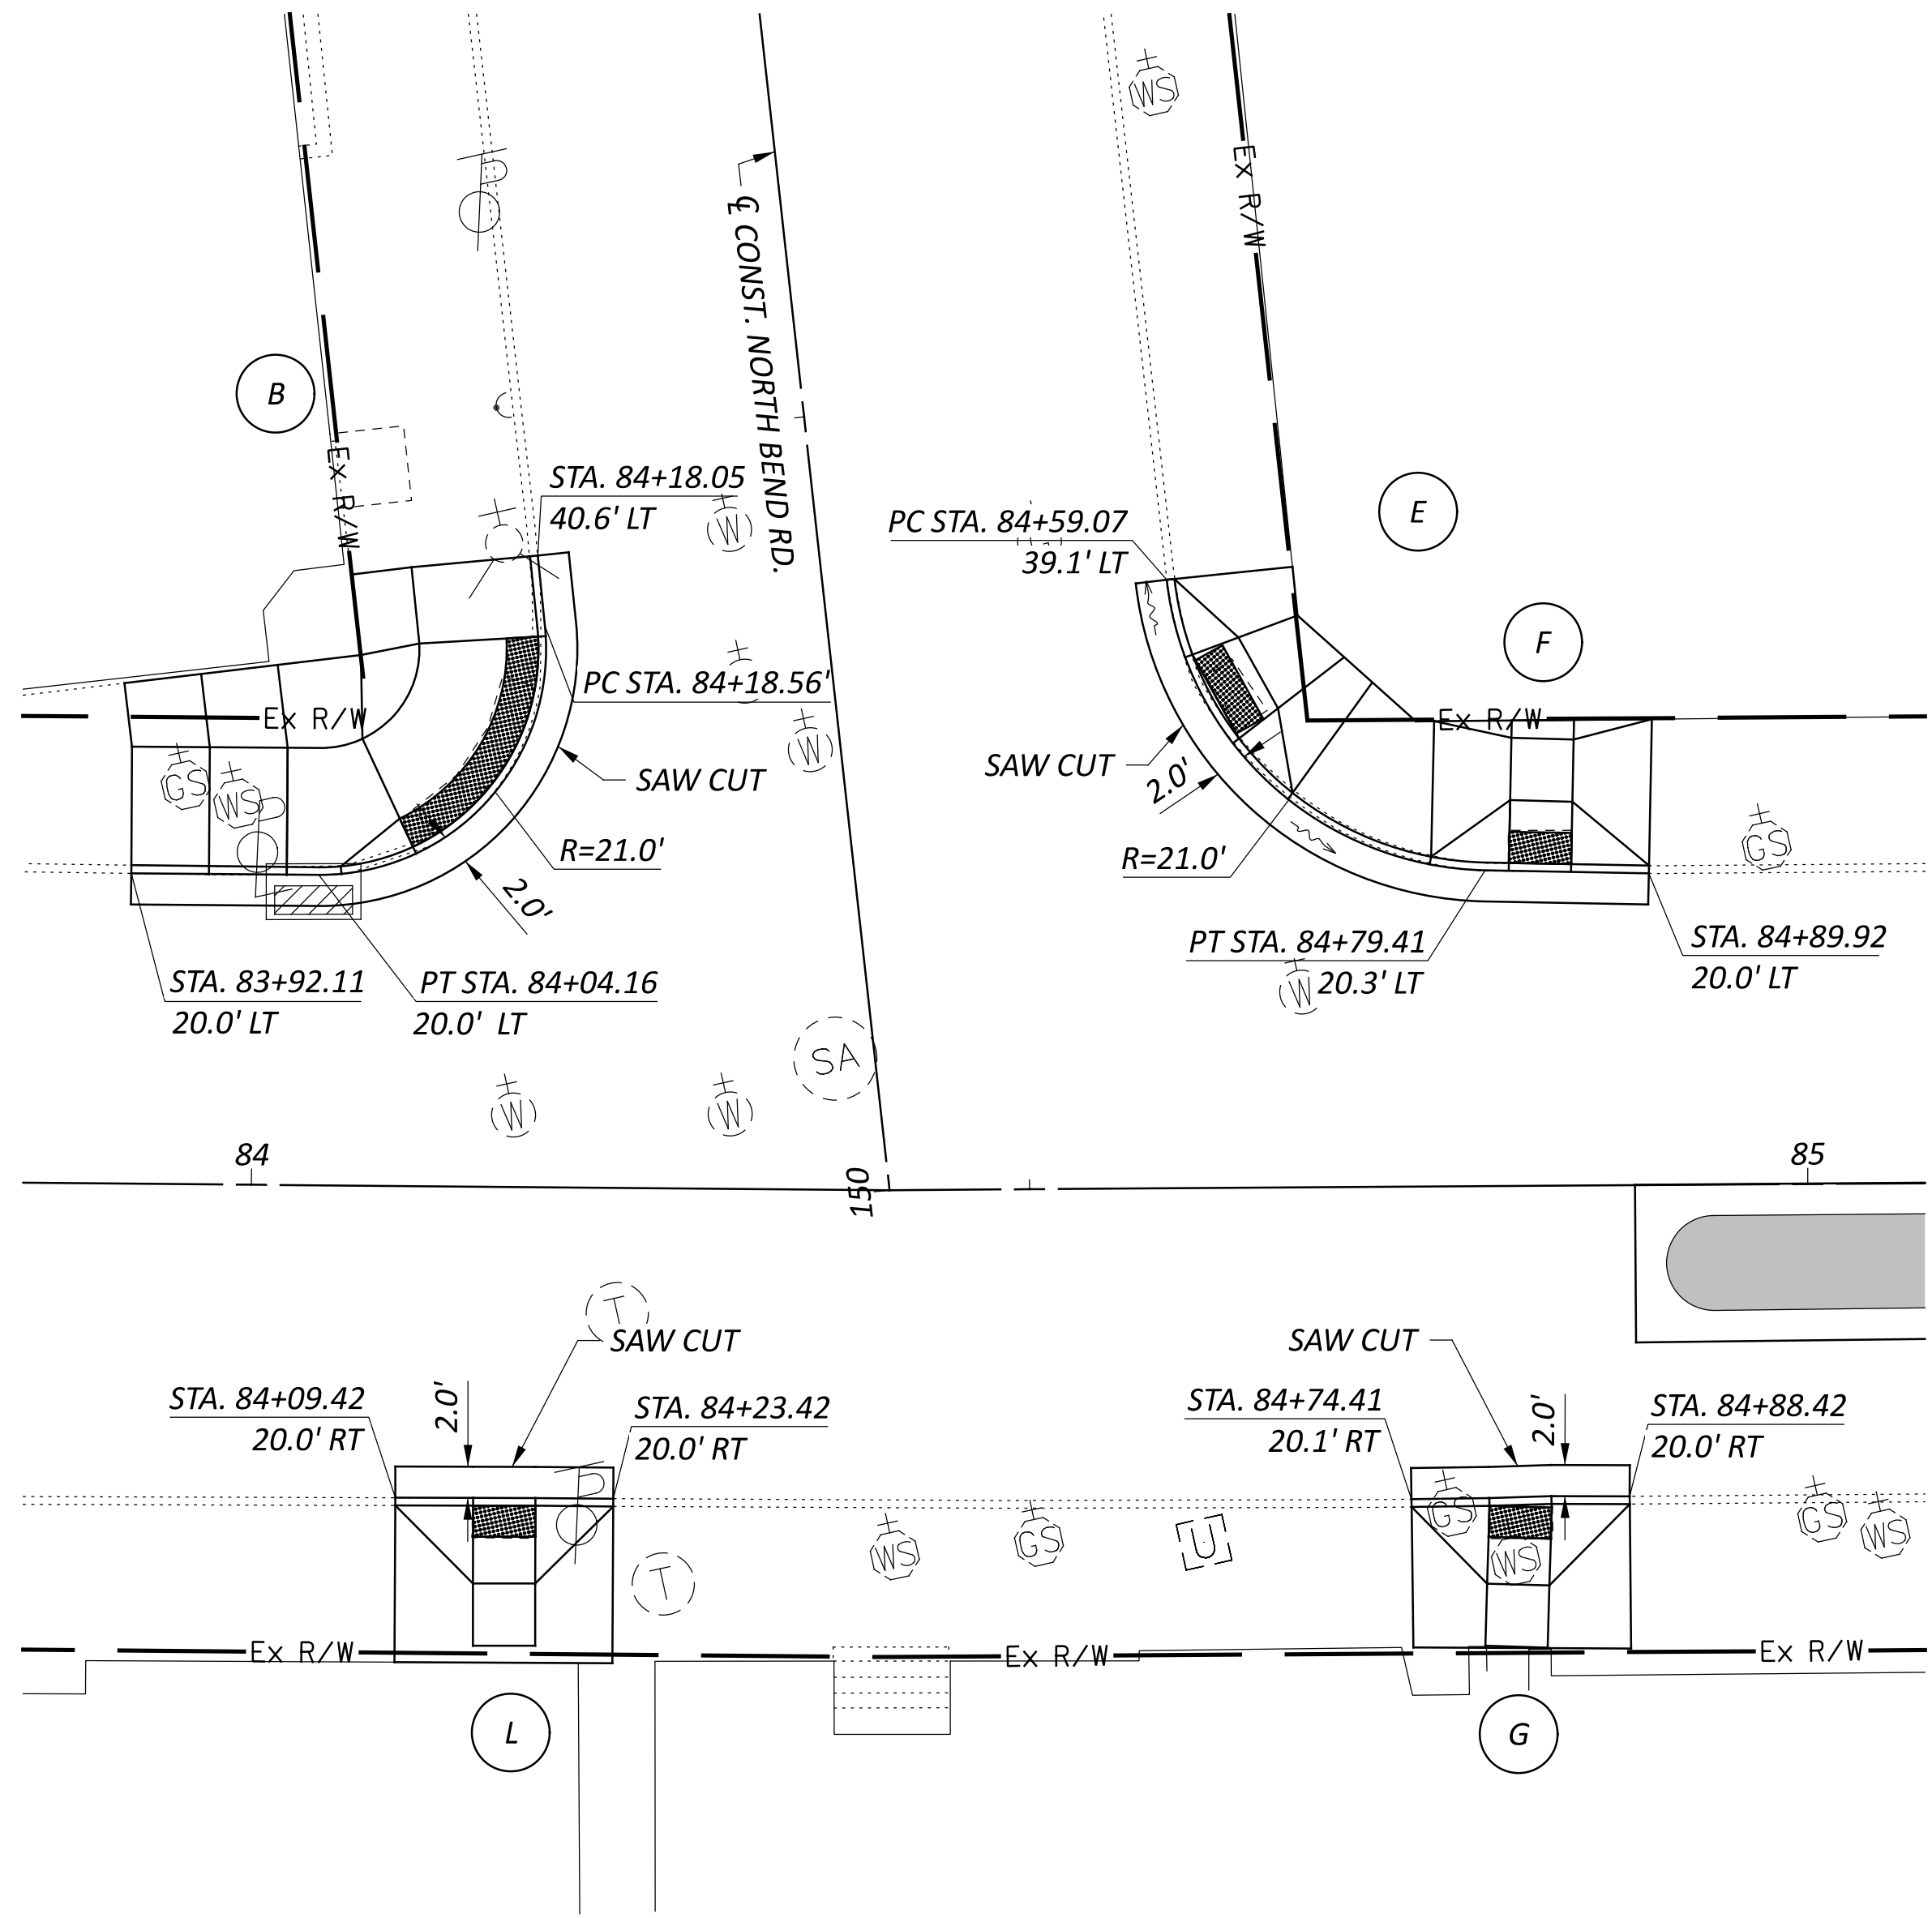 WS
Ex R/W
℄ CONST. NORTH BEND RD.
B
Ex R/W
STA. 84+18.05
40.6' LT
W
PC STA. 84+59.07
39.1' LT
E
F
PC STA. 84+18.56'
W
Ex R/W
Ex R/W
GS
WS
SAW CUT
SAW CUT
2.0'
R=21.0'
R=21.0'
GS
2.0'
STA. 83+92.11
20.0' LT
PT STA. 84+04.16
20.0' LT
PT STA. 84+79.41
20.3' LT
W
STA. 84+89.92
20.0' LT
SA
W
W
84
150
85
T
SAW CUT
SAW CUT
STA. 84+09.42
20.0' RT
2.0'
STA. 84+23.42
20.0' RT
STA. 84+74.41
20.1' RT
2.0'
STA. 84+88.42
20.0' RT
T
WS
GS
U
GS
WS
GS
WS
Ex R/W
Ex R/W
Ex R/W
L
G